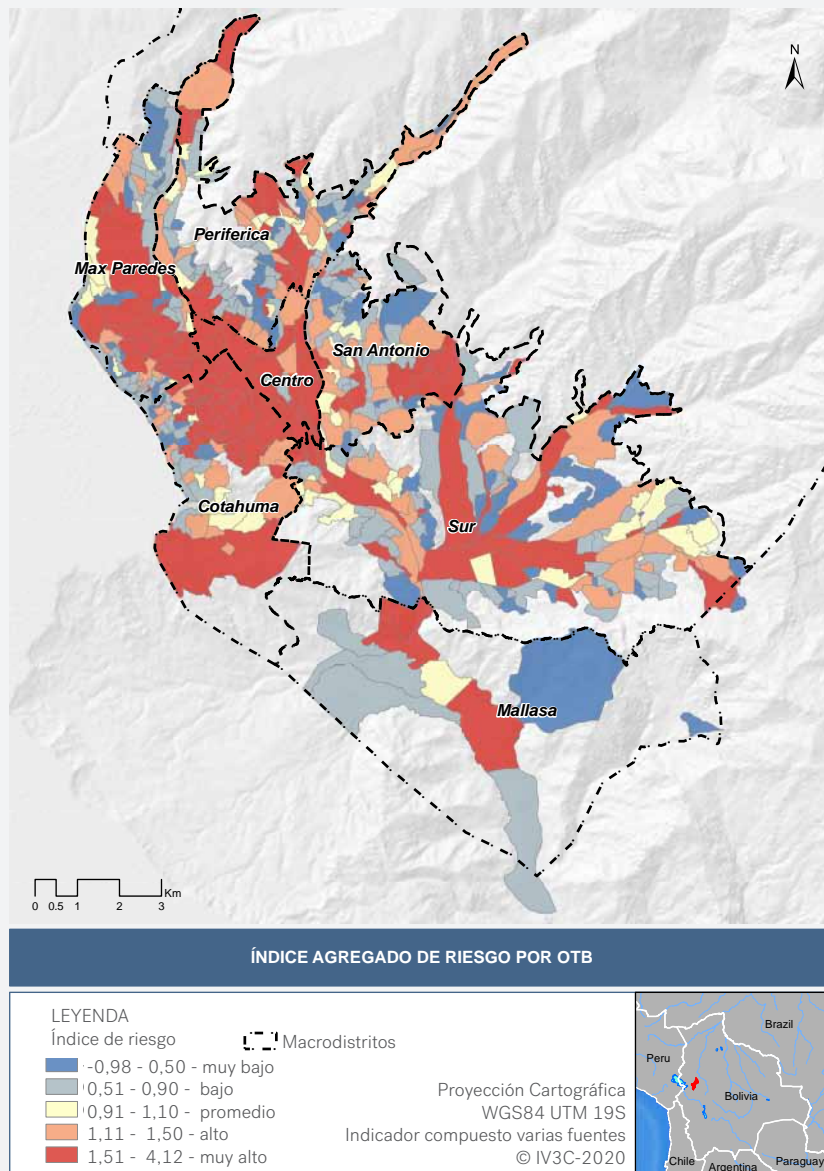 N
Periferica
Max Paredes
San Antonio
Centro
Cotahuma
Sur
Mallasa
Km
0 0.5 1 2 3
ÍNDICE AGREGADO DE RIESGO POR OTB
LEYENDA
Índice de riesgo
Macrodistritos
-0,98 - 0,50 - muy bajo
0,51 - 0,90 - bajo
0,91 - 1,10 - promedio
1,11 - 1,50 - alto
1,51 - 4,12 - muy alto
Proyección Cartográfica
WGS84 UTM 19S
Indicador compuesto varias fuentes
© IV3C-2020
Brazil
Peru
Bolivia
Chile
Argentina
Paraguay